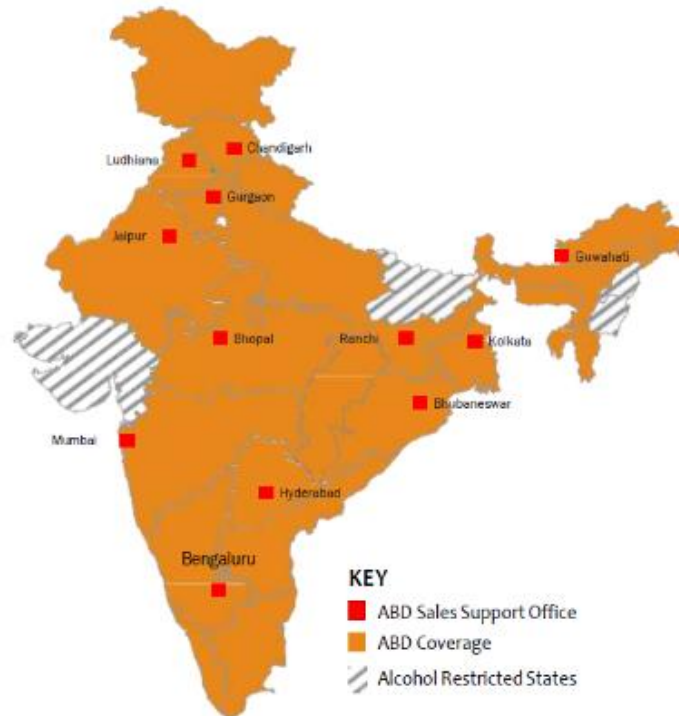 Chandigarh
Ludhiana
Gurgaon
Jaipur
Guwahati
Bhopal
Ranchi
Kolkata
Bhubaneswar
Mumbai
Hyderabad
Bengaluru
KEY
ABD Sales Support Office
ABD Coverage
Alcohol Restricted States